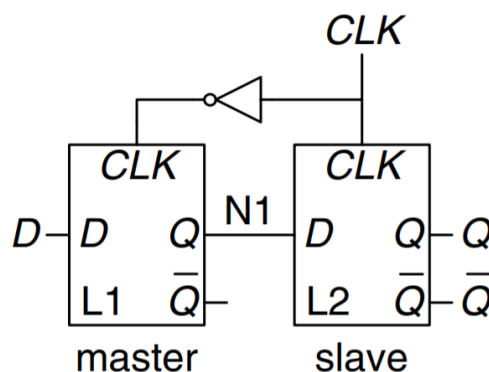 CLK
CLK CLK
D D Q N1 D Q Q
L1 Q̅ L2 Q̅ Q̅
master slave